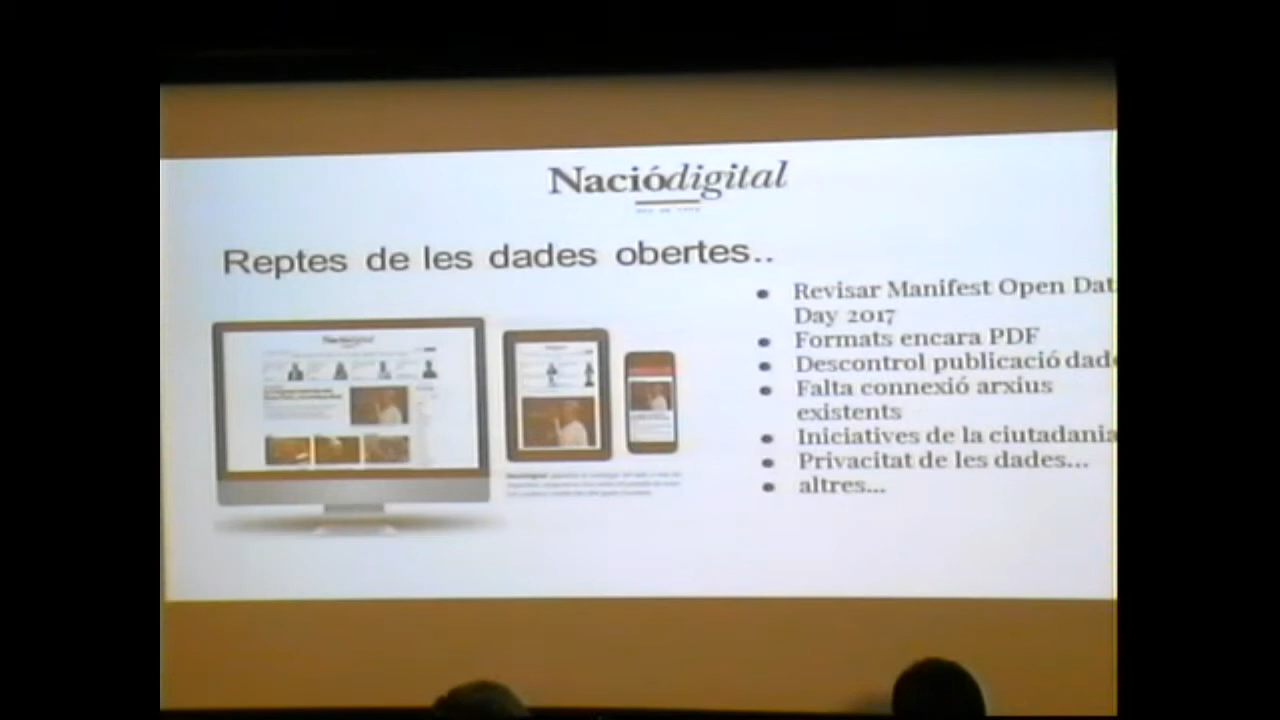 Naciódigital
Reptes de les dades obertes..
● Revisar Manifest Open Dat
Day 2017
● Formats encara PDF
● Descontrol publicació dade
● Falta connexió arxius
existents
● Iniciatives de la ciutadania
● Privacitat de les dades...
● altres...